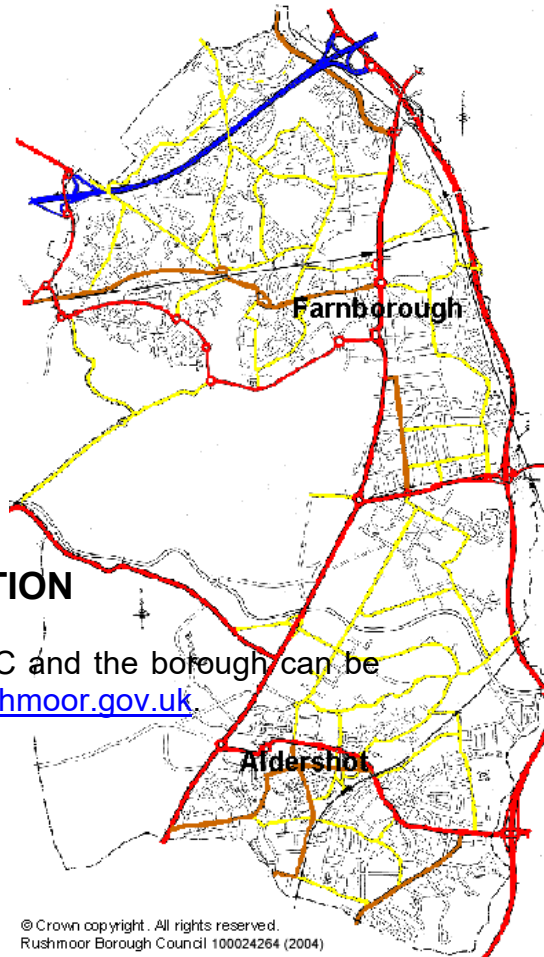 Farnborough
TION
C and the borough can be
hmoor.gov.uk.
Aldershot
© Crown copyright. All rights reserved.
Rushmoor Borough Council 100024264 (2004)